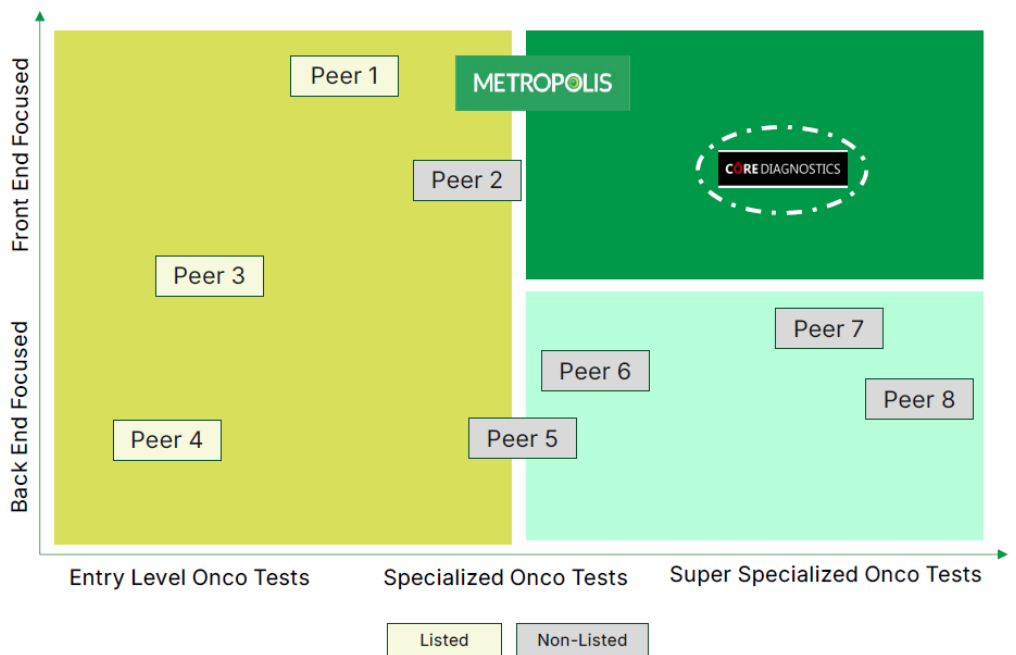 Front End Focused
Back End Focused
Peer 1
METROPOLIS
Peer 2
CÔRE DIAGNOSTICS
Peer 3
Peer 7
Peer 6
Peer 8
Peer 4
Peer 5
Entry Level Onco Tests
Specialized Onco Tests
Super Specialized Onco Tests
Listed
Non-Listed